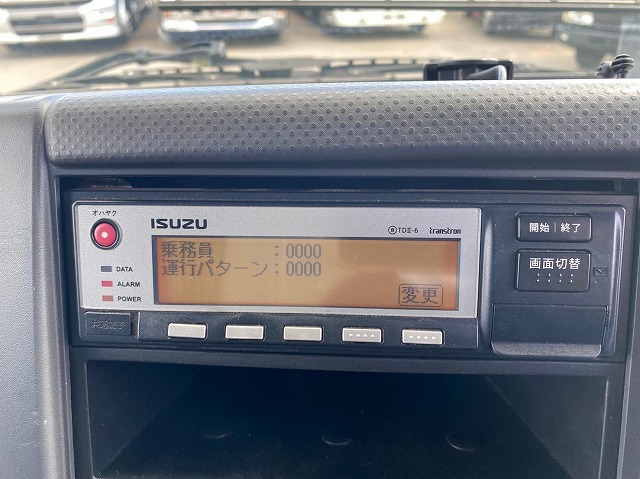 オハヤク
ISUZU
TDⅡ-6 transtron
開始 終了
乗務員 :0000
運行パターン:0000
変更
画面切替
DATA
ALARM
POWER